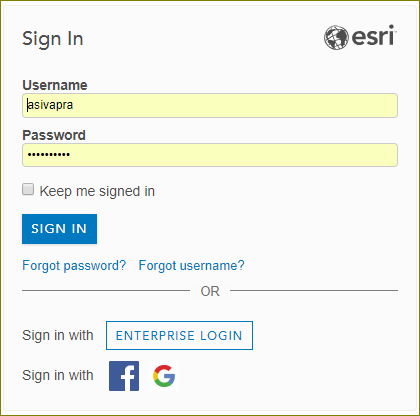 Sign In esri
Username
asivapra
Password
••••••••••
Keep me signed in
SIGN IN
Forgot password? Forgot username?
OR
Sign in with ENTERPRISE LOGIN
Sign in with f G